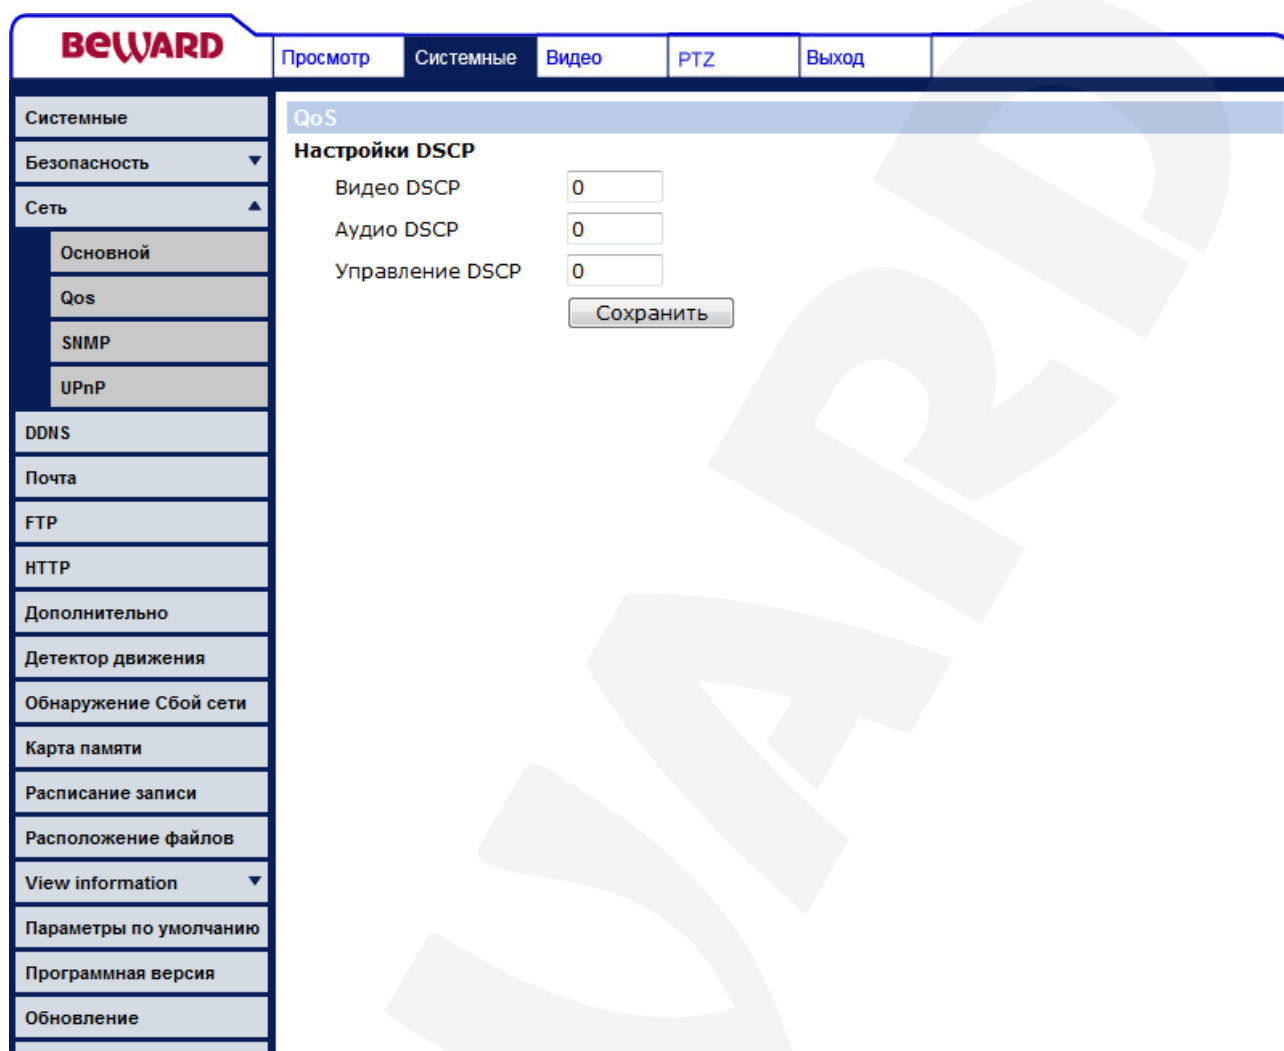 BEWARD
Просмотр
Системные
Видео
PTZ
Выход
Системные
Безопасность
Сеть
Основной
Qos
SNMP
UPnP
DDNS
Почта
FTP
HTTP
Дополнительно
Детектор движения
Обнаружение Сбой сети
Карта памяти
Расписание записи
Расположение файлов
View information
Параметры по умолчанию
Программная версия
Обновление
QoS
Настройки DSCP
Видео DSCP 0
Аудио DSCP 0
Управление DSCP 0
Сохранить
WARD